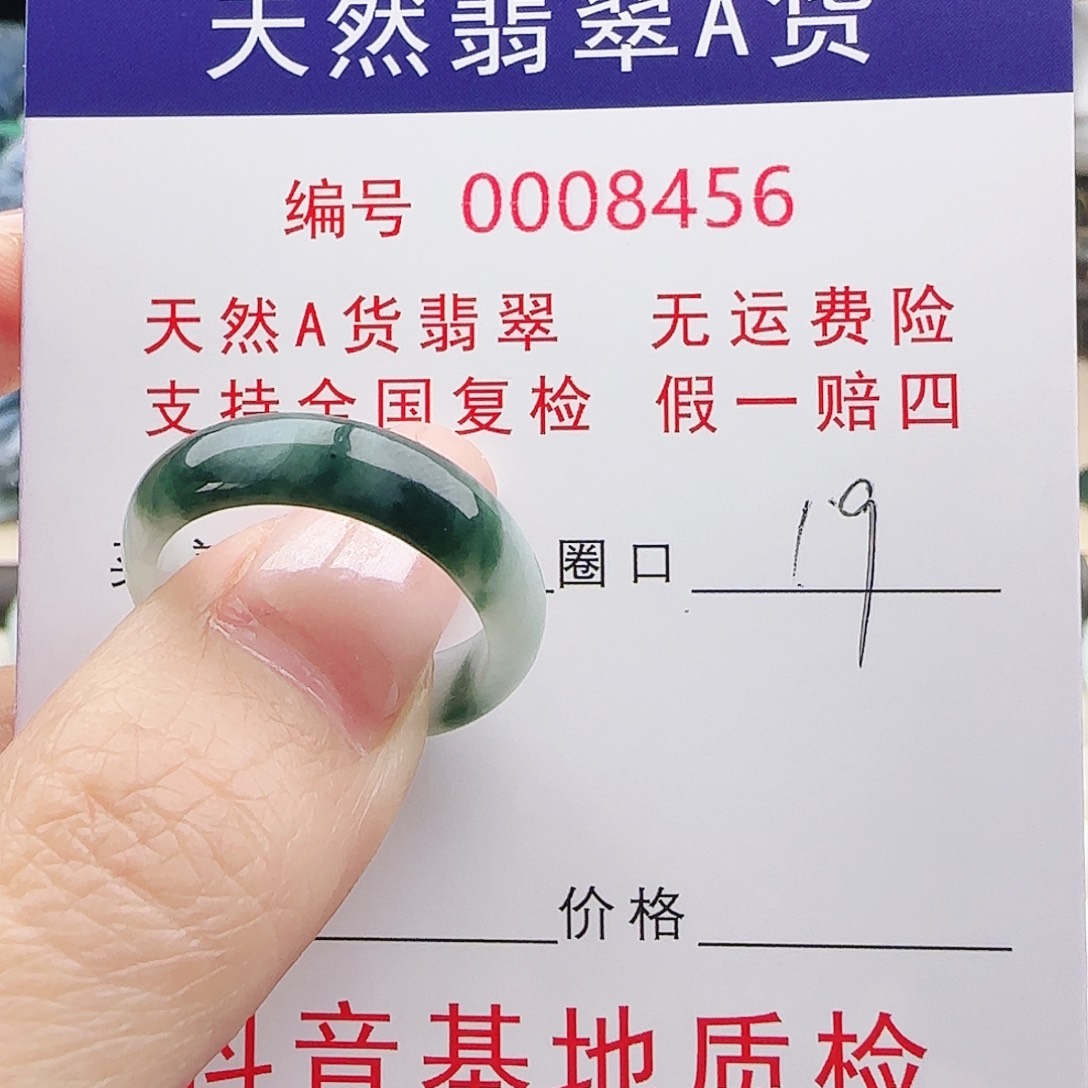 天然翡翠A货
编号 0008456
天然A货翡翠 无运费险
支持全国复检 假一赔四
圈口 19
价格
抖音基地质检